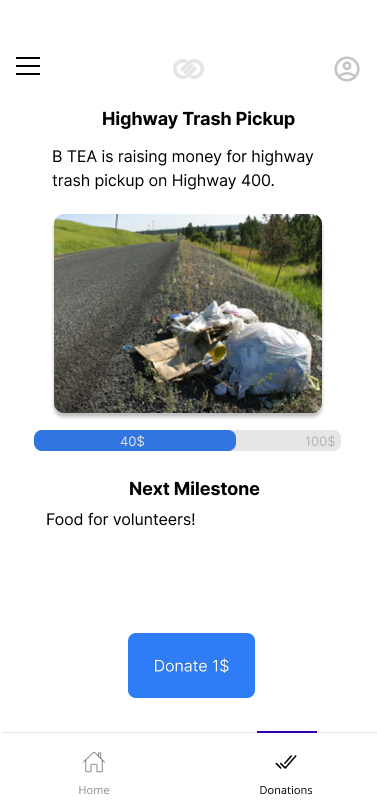 Highway Trash Pickup
B TEA is raising money for highway
trash pickup on Highway 400.
40$
100$
Next Milestone
Food for volunteers!
Donate 1$
Home
Donations